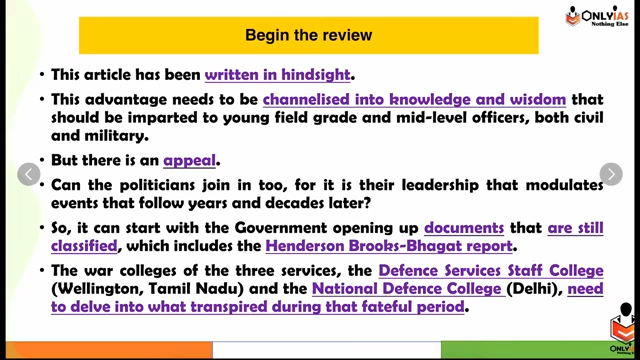 ONLYIAS
Nothing Else
Begin the review
• This article has been written in hindsight.
• This advantage needs to be channelised into knowledge and wisdom that
should be imparted to young field grade and mid-level officers, both civil
and military.
• But there is an appeal.
• Can the politicians join in too, for it is their leadership that modulates
events that follow years and decades later?
• So, it can start with the Government opening up documents that are still
classified, which includes the Henderson Brooks-Bhagat report.
• The war colleges of the three services, the Defence Services Staff College
(Wellington, Tamil Nadu) and the National Defence College (Delhi), need
to delve into what transpired during that fateful period.
ONLY